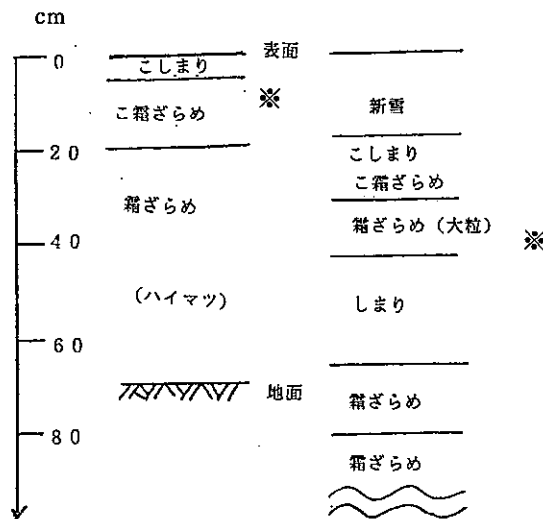 cm
0
20
40
60
80
表面
こしまり
こ霜ざらめ
※
霜ざらめ
(ハイマツ)
地面
新雪
こしまり
こ霜ざらめ
霜ざらめ(大粒)
※
しまり
霜ざらめ
霜ざらめ